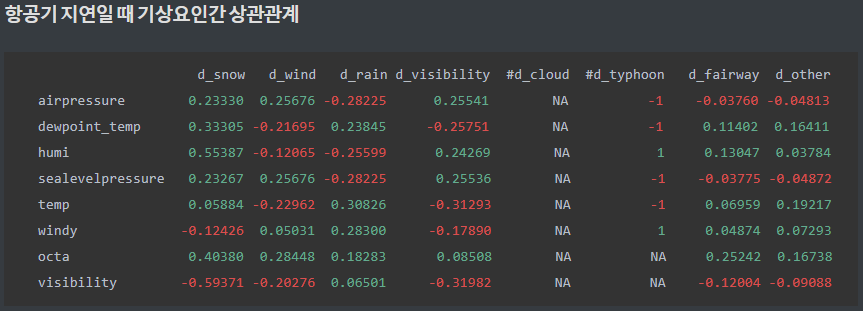 항공기 지연일 때 기상요인간 상관관계
d_snow d_wind d_rain d_visibility #d_cloud #d_typhoon d_fairway d_other
airpressure 0.23330 0.25676 -0.28225 0.25541 NA -1 -0.03760 -0.04813
dewpoint_temp 0.33305 -0.21695 0.23845 -0.25751 NA -1 0.11402 0.16411
humi 0.55387 -0.12065 -0.25599 0.24269 NA 1 0.13047 0.03784
sealevelpressure 0.23267 0.25676 -0.28225 0.25536 NA -1 -0.03775 -0.04872
temp 0.05884 -0.22962 0.30826 -0.31293 NA -1 0.06959 0.19217
windy -0.12426 0.05031 0.28300 -0.17890 NA 1 0.04874 0.07293
octa 0.40380 0.28448 0.18283 0.08508 NA NA 0.25242 0.16738
visibility -0.59371 -0.20276 0.06501 -0.31982 NA NA -0.12004 -0.09088